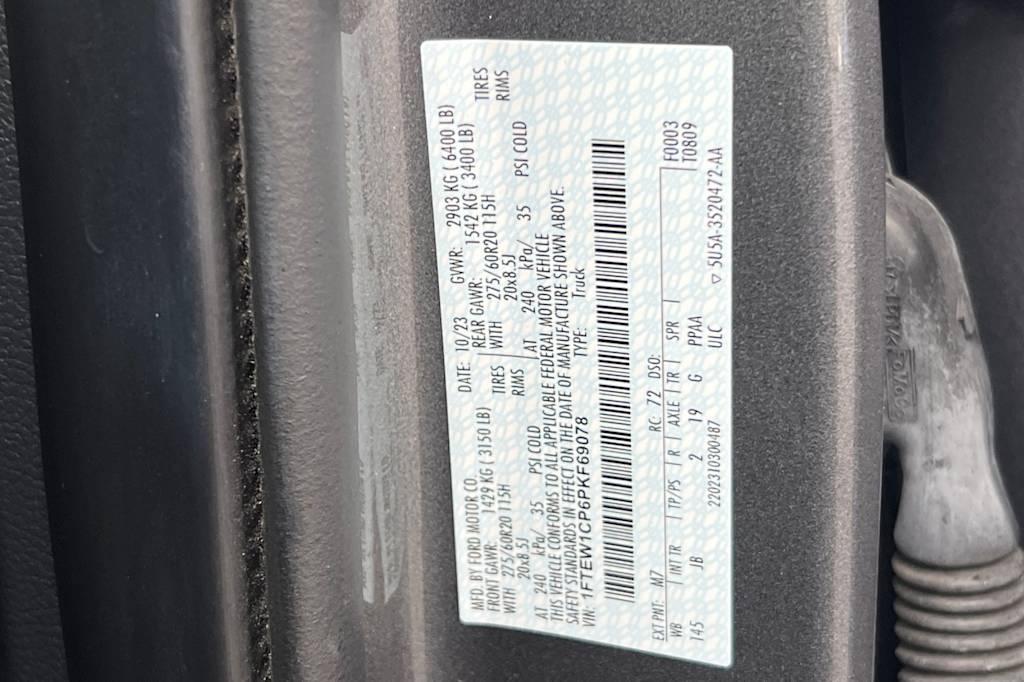 MFD. BY FORD MOTOR CO. DATE: 10/23 GVWR: 2903 KG ( 6400 LB)
FRONT GAWR: 1429 KG ( 3150 LB) REAR GAWR: 1542 KG ( 3400 LB)
WITH 275/60R20 115H TIRES WITH 275/60R20 115H TIRES
20x8.5J RIMS 20x8.5J RIMS
AT 240 kPa/ 35 PSI COLD AT 240 kPa/ 35 PSI COLD
THIS VEHICLE CONFORMS TO ALL APPLICABLE FEDERAL MOTOR VEHICLE
SAFETY STANDARDS IN EFFECT ON THE DATE OF MANUFACTURE SHOWN ABOVE.
VIN: 1FTEW1CP6PKF69078 TYPE: Truck
EXT PNT: M7 RC: 72 DSO: F0003
WB INT TR TP/PS R AXLE TR SPR T0809
145 JB 2 19 G PPAA
2202310300487 ULC ▽ 5U5A-3520472-AA